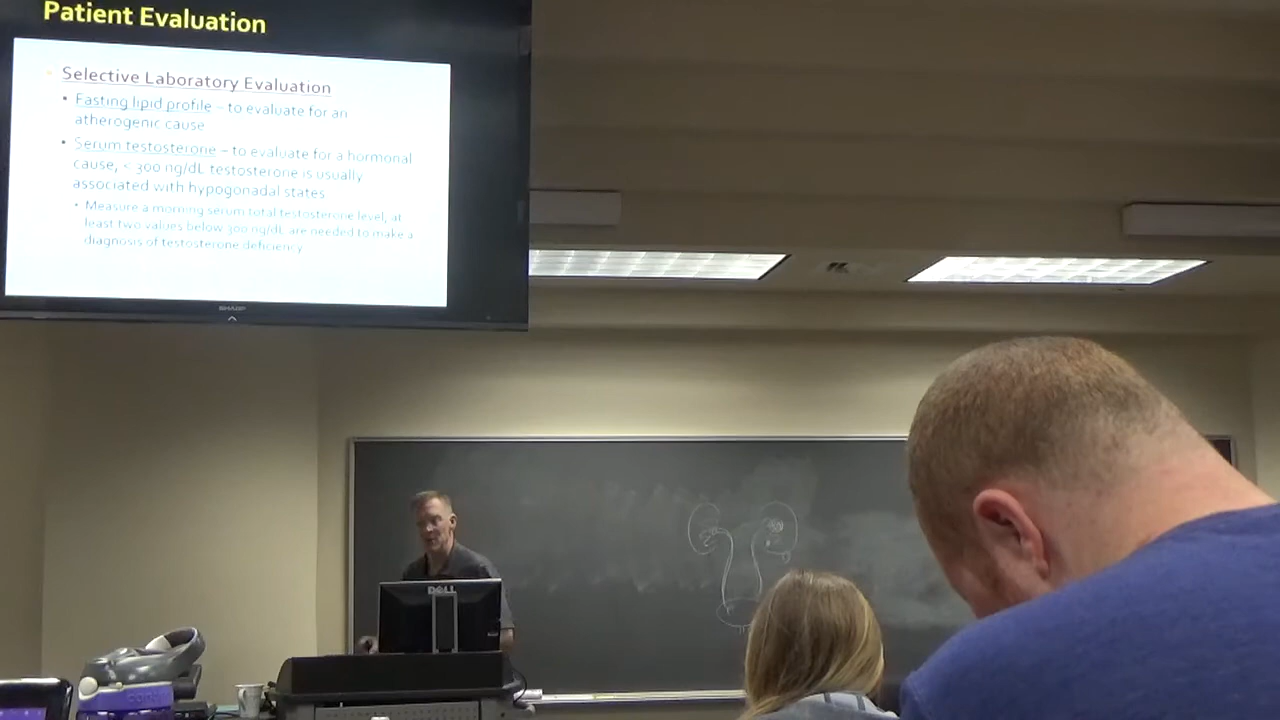 Patient Evaluation
Selective Laboratory Evaluation
• Fasting lipid profile – to evaluate for an
atherogenic cause
• Serum testosterone – to evaluate for a hormonal
cause, < 300 ng/dL testosterone is usually
associated with hypogonadal states
• Measure a morning serum total testosterone level, at
least two values below 300 ng/dL are needed to make a
diagnosis of testosterone deficiency
SHARP
DELL